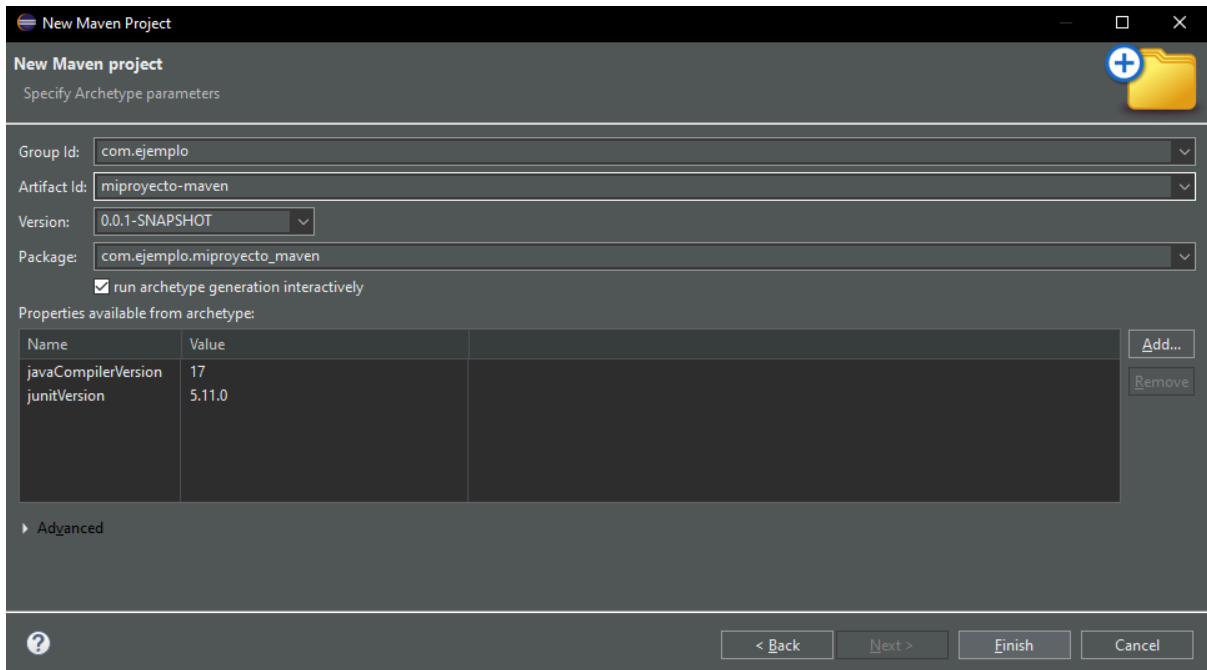 New Maven Project
New Maven project
Specify Archetype parameters
Group Id: com.ejemplo
Artifact Id: miproyecto-maven
Version: 0.0.1-SNAPSHOT
Package: com.ejemplo.miproyecto_maven
run archetype generation interactively
Properties available from archetype:
Name Value Add...
javaCompilerVersion 17 Remove
junitVersion 5.11.0
Advanced
? < Back Next > Finish Cancel